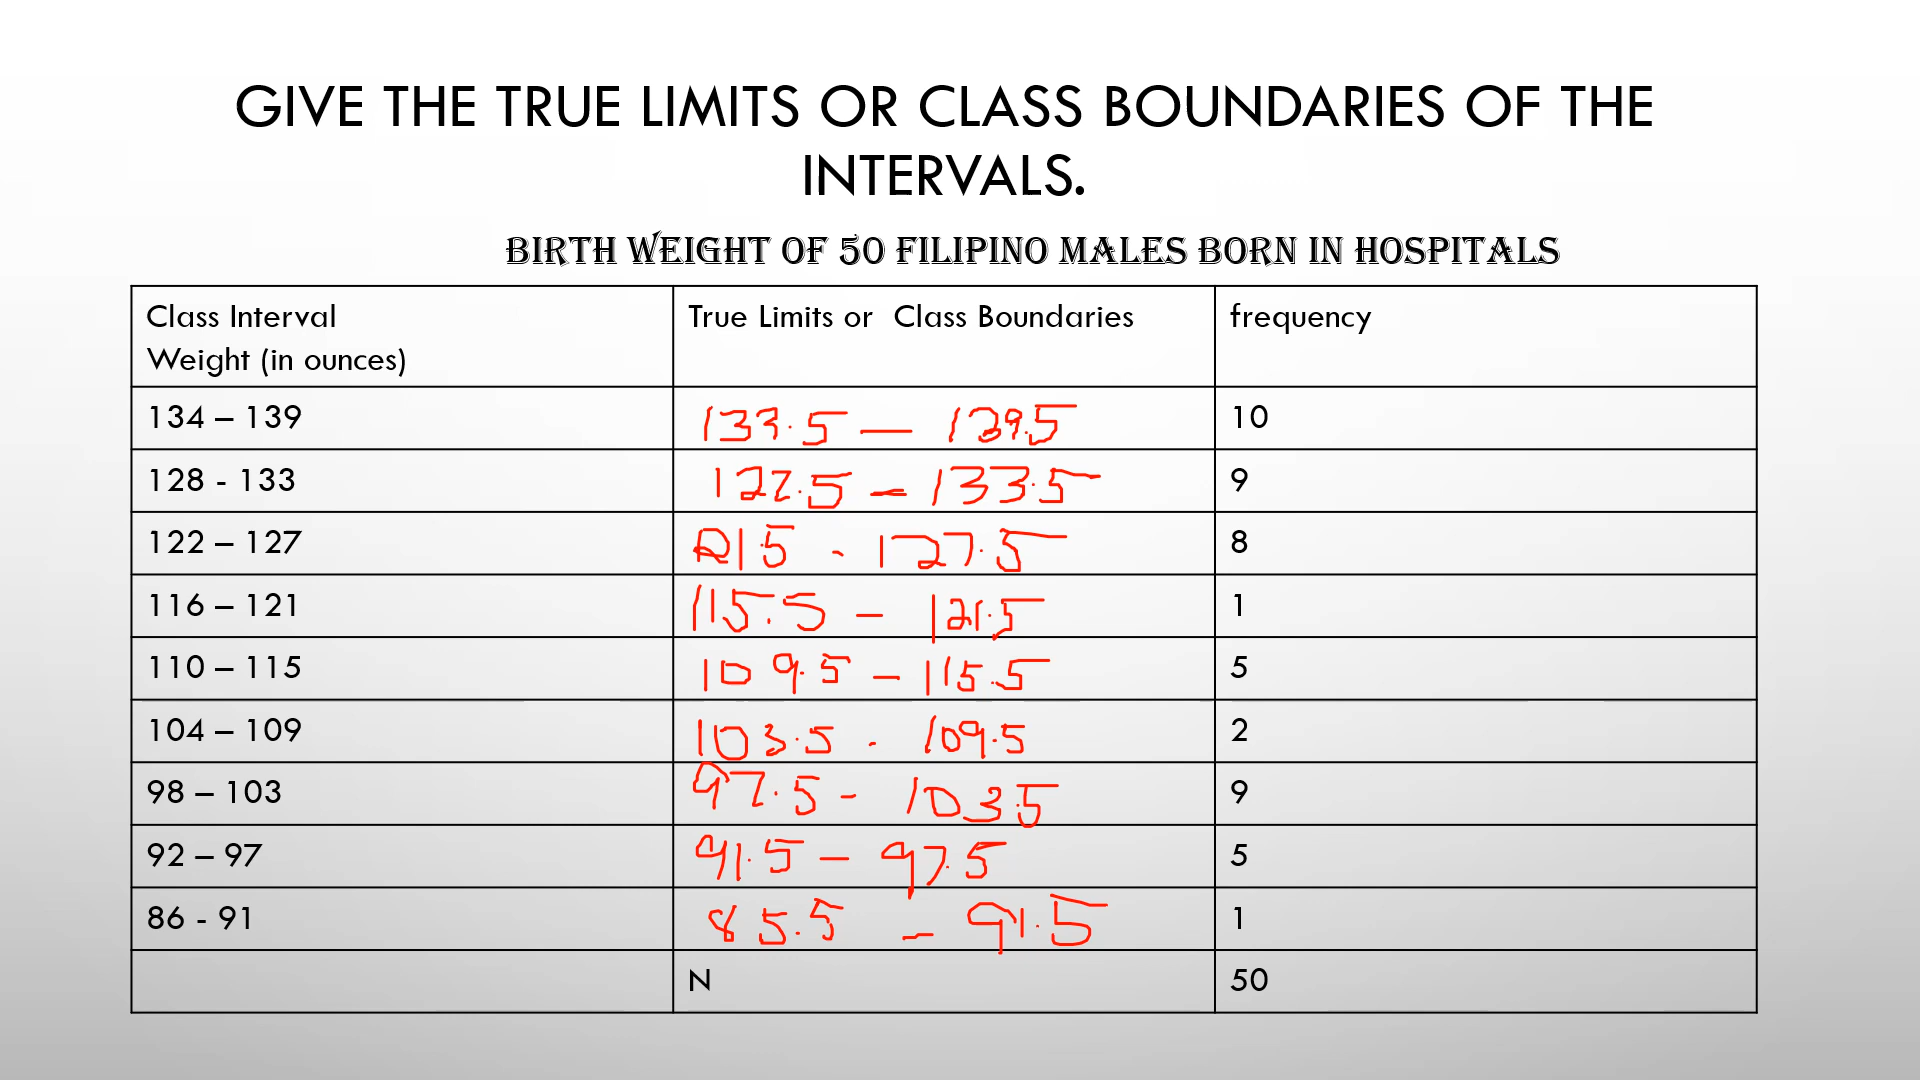 GIVE THE TRUE LIMITS OR CLASS BOUNDARIES OF THE
INTERVALS.
BIRTH WEIGHT OF 50 FILIPINO MALES BORN IN HOSPITALS
Class Interval True Limits or Class Boundaries frequency
Weight (in ounces)
134 – 139 133.5 — 139.5 10
128 - 133 127.5 – 133.5 9
122 – 127 121.5 - 127.5 8
116 – 121 115.5 – 121.5 1
110 – 115 109.5 – 115.5 5
104 – 109 103.5 - 109.5 2
98 – 103 97.5 - 103.5 9
92 – 97 91.5 – 97.5 5
86 - 91 85.5 – 91.5 1
N 50